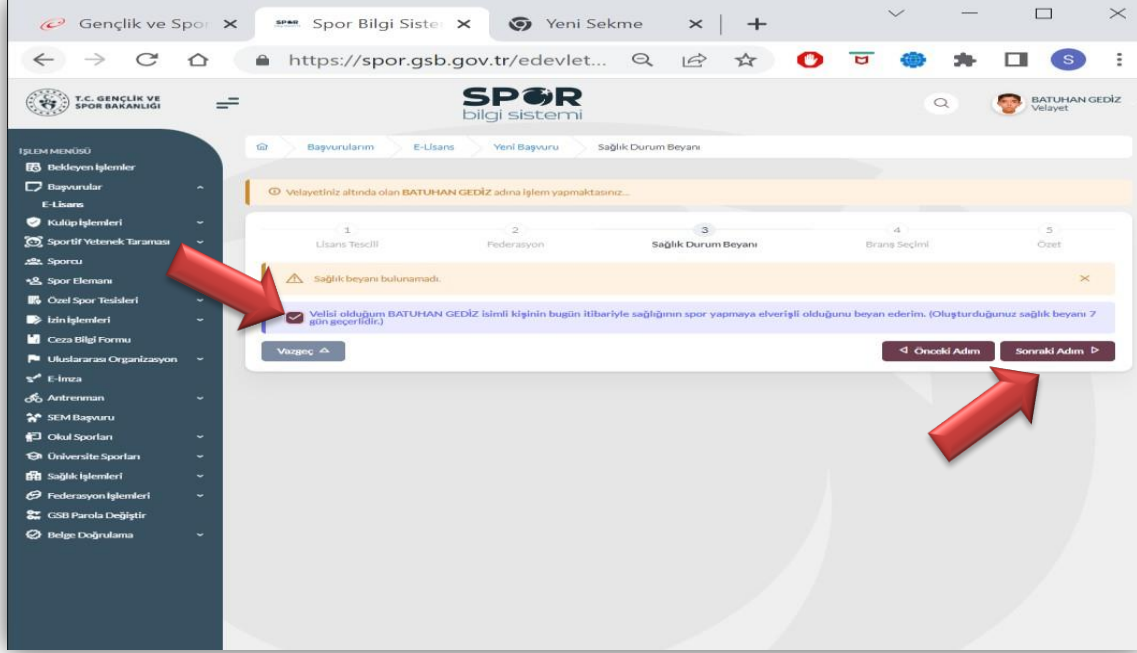 Gençlik ve Spor
Spor Bilgi Siste
Yeni Sekme
https://spor.gsb.gov.tr/edevlet...
S
T.C. GENÇLİK VE
SPOR BAKANLIĞI
SPOR
bilgi sistemi
BATUHAN GEDİZ
Velayet
İŞLEM MENÜSÜ
Bekleyen İşlemler
Başvurular
E-Lisans
Kulüp İşlemleri
Sportif Yetenek Taraması
Sporcu
Spor Elemanı
Özel Spor Tesisleri
İzin İşlemleri
Ceza Bilgi Formu
Uluslararası Organizasyon
E-İmza
Antrenman
SEM Başvuru
Okul Sporları
Üniversite Sporları
Sağlık İşlemleri
Federasyon İşlemleri
GSB Parola Değiştir
Belge Doğrulama
Başvurularım
E-Lisans
Yeni Başvuru
Sağlık Durum Beyanı
Velayetiniz altında olan BATUHAN GEDİZ adına işlem yapmaktasınız...
1
Lisans Tescili
2
Federasyon
3
Sağlık Durum Beyanı
4
Branş Seçimi
5
Özet
Sağlık beyanı bulunamadı.
Velisi olduğum BATUHAN GEDİZ isimli kişinin bugün itibariyle sağlığının spor yapmaya elverişli olduğunu beyan ederim. (Oluşturduğunuz sağlık beyanı 7
gün geçerlidir.)
Vazgeç
Önceki Adım
Sonraki Adım